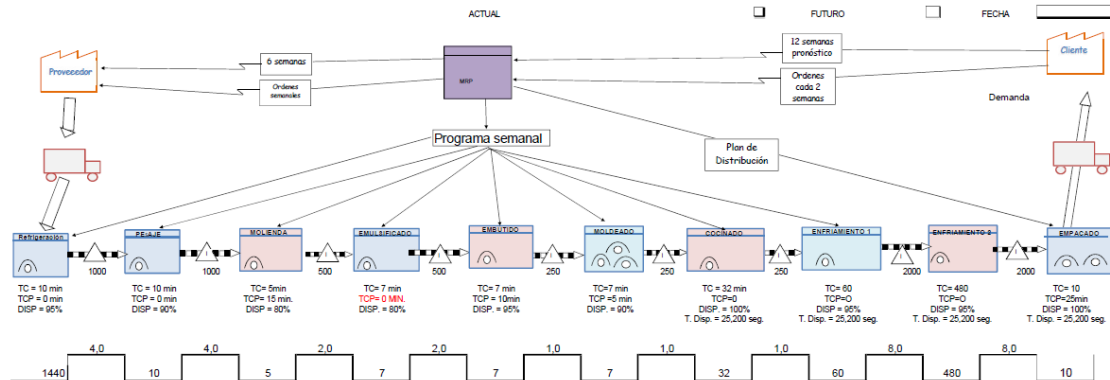 ACTUAL
FUTURO
FECHA
Proveeedor
6 semanas
Ordenes semanales
MRP
12 semanas
pronóstico
Ordenes
cada 2
semanas
Cliente
Demanda
Programa semanal
Plan de
Distribución
Refrigeración
MOLIENDA
EMULSIFICADO
EMBUTIDO
MOLDEADO
COCINADO
ENFRIAMIENTO 1
ENFRIAMIENTO 2
EMPACADO
1000
1000
500
500
250
250
250
2000
2000
TC = 10 min
TCP = 0 min
DISP = 95%
TC = 10 min
TCP = 0 min
DISP = 90%
TC = 5min
TCP = 15 min.
DISP = 80%
TC = 7 min
TCP= 0 MIN.
DISP = 80%
TC = 7 min
TCP = 10min
DISP = 95%
TC=7 min
TCP =5 min
DISP = 90%
TC = 32 min
TCP=0
DISP. = 100%
T. Disp. = 25,200 seg.
TC = 60
TCP=O
DISP = 95%
T. Disp. = 25,200 seg.
TC = 480
TCP=O
DISP = 95%
T. Disp. = 25,200 seg.
TC = 10
TCP=25min
DISP = 100%
T. Disp. = 25,200 seg.
4,0
4,0
2,0
2,0
1,0
1,0
1,0
8,0
8,0
1440
10
5
7
7
7
32
60
480
10